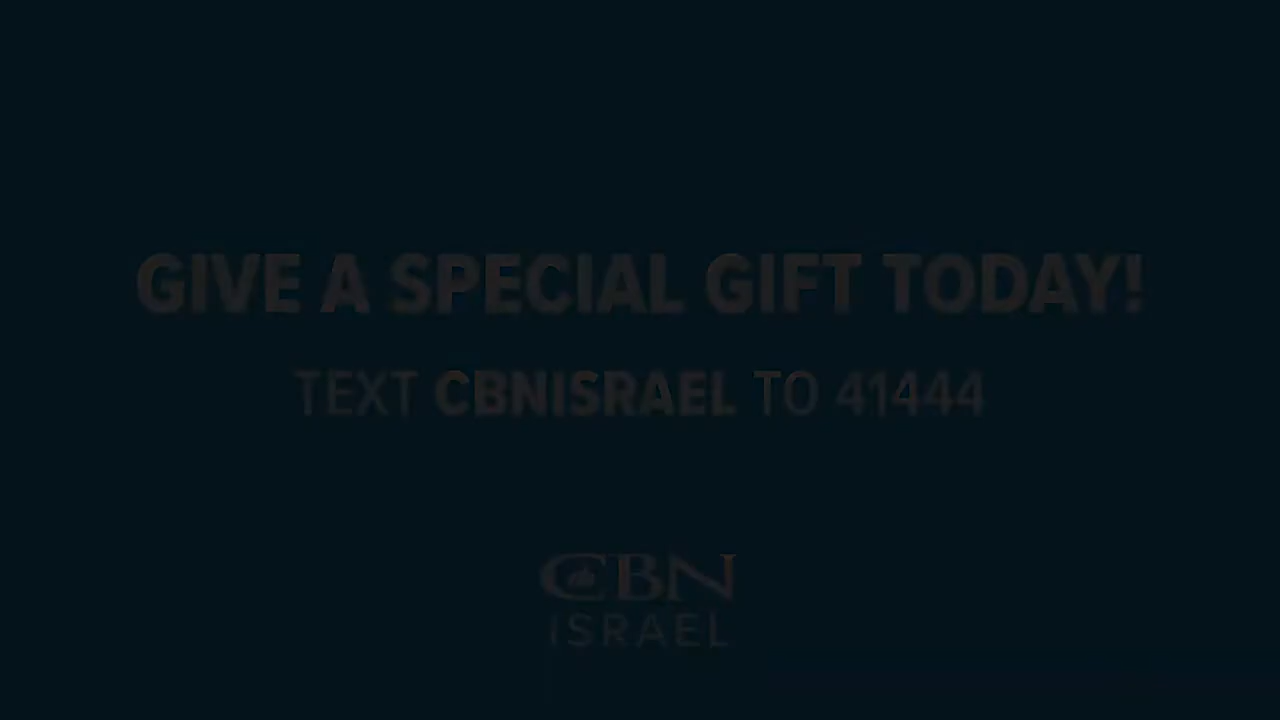 GIVE A SPECIAL GIFT TODAY!
TEXT CBNISRAEL TO 41444
CBN
ISRAEL